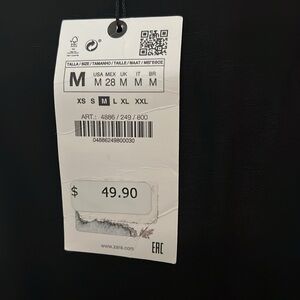 TALLA / SIZE / TAMANHO / TAILLE / MAAT / MEГЕΘΟΣ
M
USA MEX UK IT BR
M 28 M M M
XS S M L XL XXL
ART.: 4886 / 249 / 800
04886249800030
$ 49.90
www.zara.com
EAC